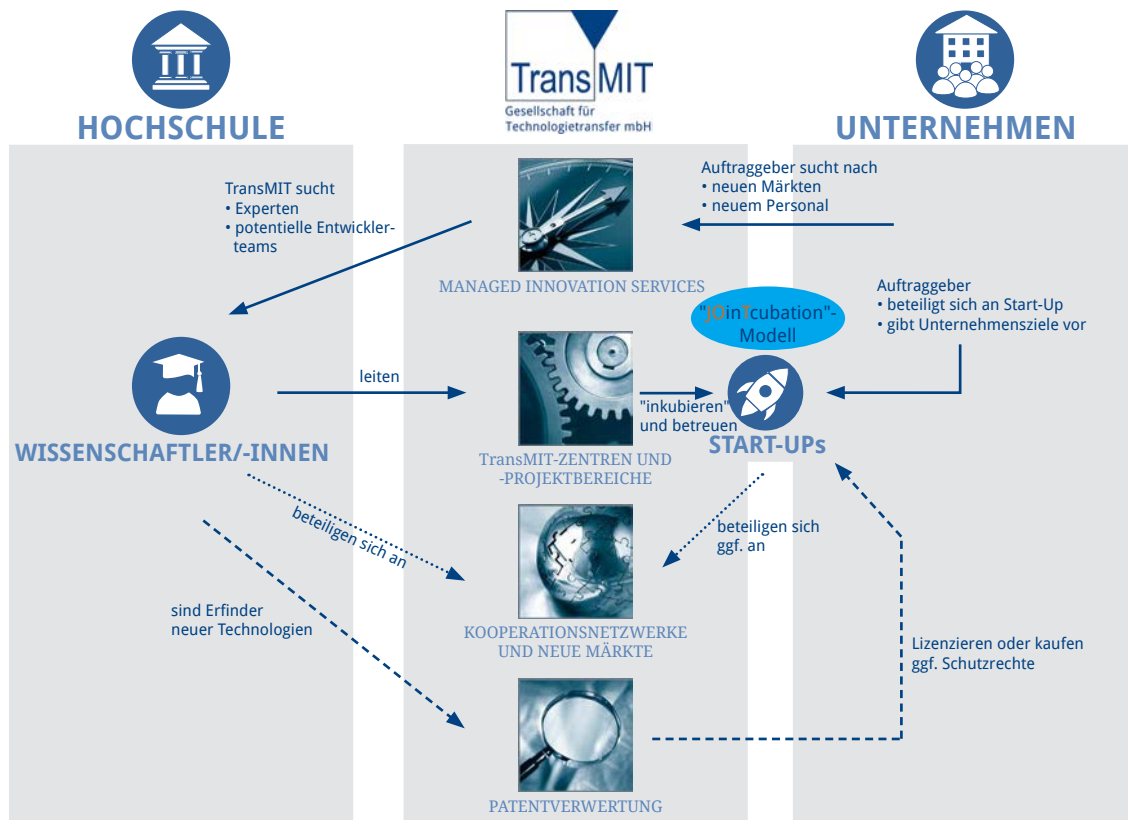 HOCHSCHULE
TransMIT
Gesellschaft für
Technologietransfer mbH
UNTERNEHMEN
TransMIT sucht
• Experten
• potentielle Entwickler-
teams
Auftraggeber sucht nach
• neuen Märkten
• neuem Personal
MANAGED INNOVATION SERVICES
"JOinTcubation"-
Modell
Auftraggeber
• beteiligt sich an Start-Up
• gibt Unternehmensziele vor
leiten
"inkubieren"
und betreuen
WISSENSCHAFTLER/-INNEN
TransMIT-ZENTREN UND
-PROJEKTBEREICHE
START-UPs
beteiligen sich an
beteiligen sich
ggf. an
sind Erfinder
neuer Technologien
KOOPERATIONSNETZWERKE
UND NEUE MÄRKTE
Lizenzieren oder kaufen
ggf. Schutzrechte
PATENTVERWERTUNG